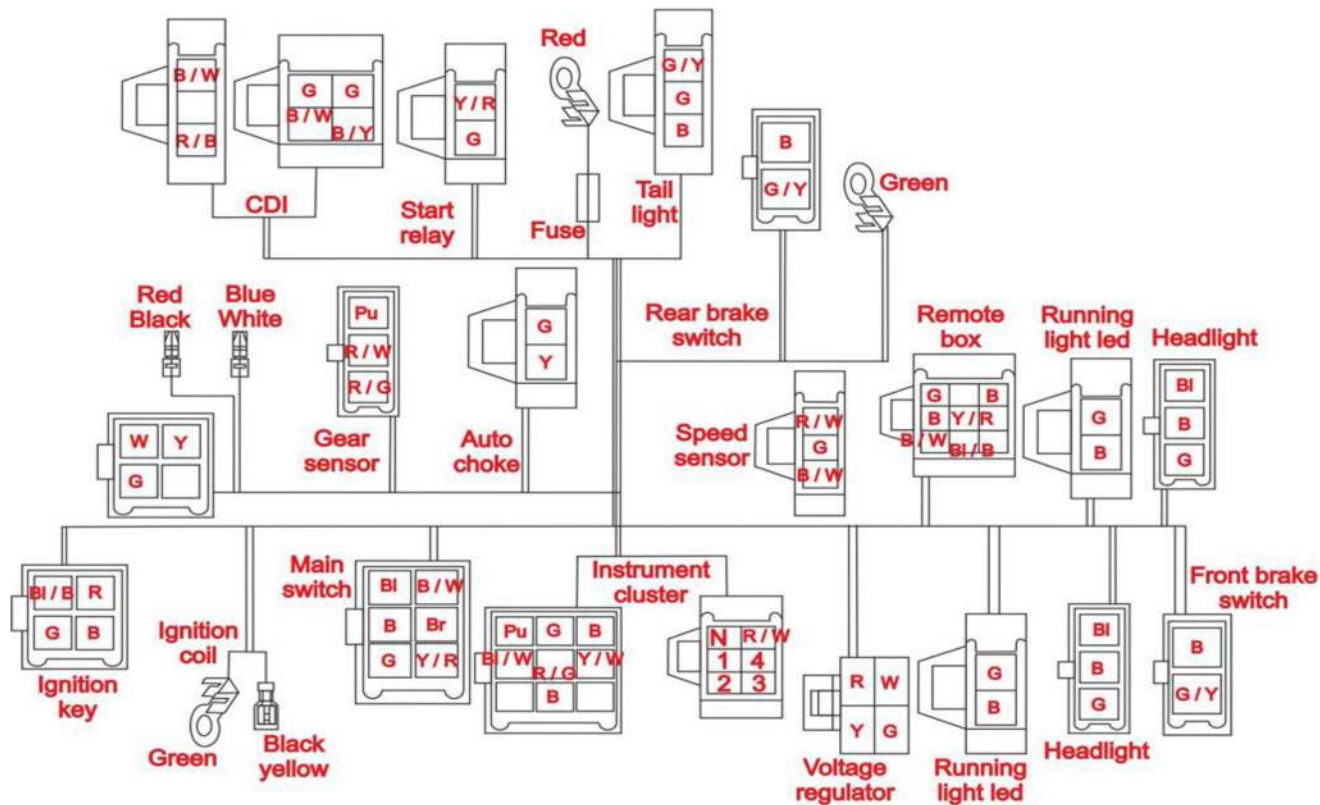 B/W
R/B
G G
B/W
B/Y
CDI
Y/R
G
Start
relay
Red
Fuse
G/Y
G
B
Tail
light
B
G/Y
Rear brake
switch
Green
Red
Black
Blue
White
W Y
G
Pu
R/W
R/G
Gear
sensor
G
Y
Auto
choke
R/W
G
B/W
Speed
sensor
Remote
box
G B
B Y/R
B/W Bl/B
Running
light led
G
B
Headlight
Bl
B
G
Bl/B R
G B
Ignition
key
Ignition
coil
Green
Black
yellow
Main
switch
Bl B/W
B Br
G Y/R
Instrument
cluster
Pu G B
Bl/W R/G Y/W
B
N R/W
1 4
2 3
R W
Y G
Voltage
regulator
G
B
Running
light led
Bl
B
G
Headlight
Front brake
switch
B
G/Y